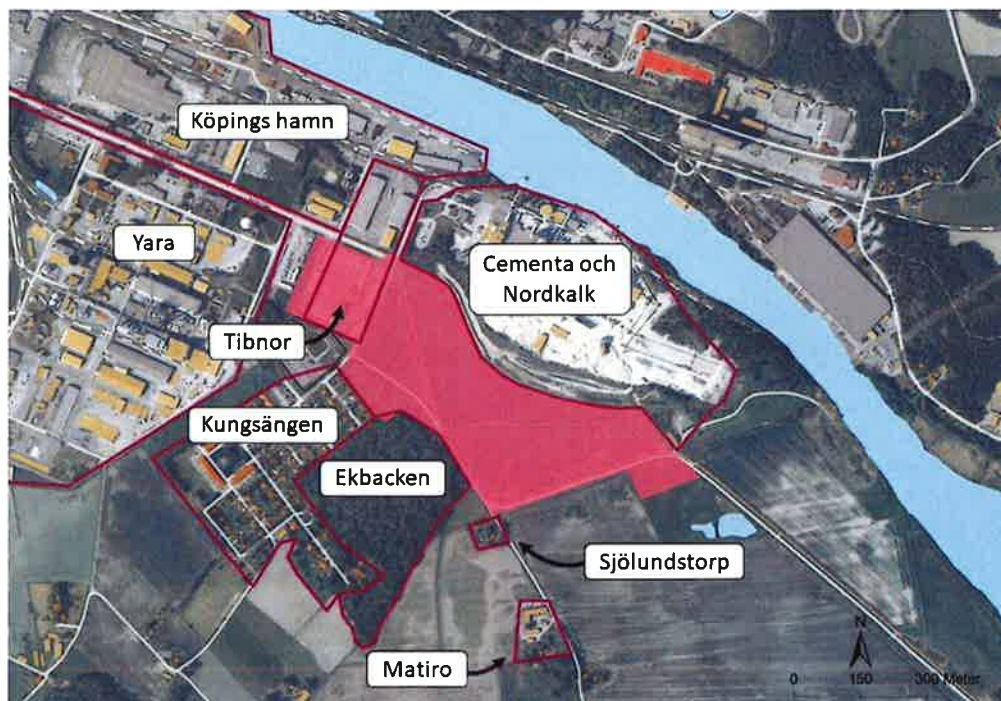 Köpings hamn
Yara
Cementa och
Nordkalk
Tibnor
Kungsängen
Ekbacken
Sjölundstorp
Matiro
N
0 150 300 Meter